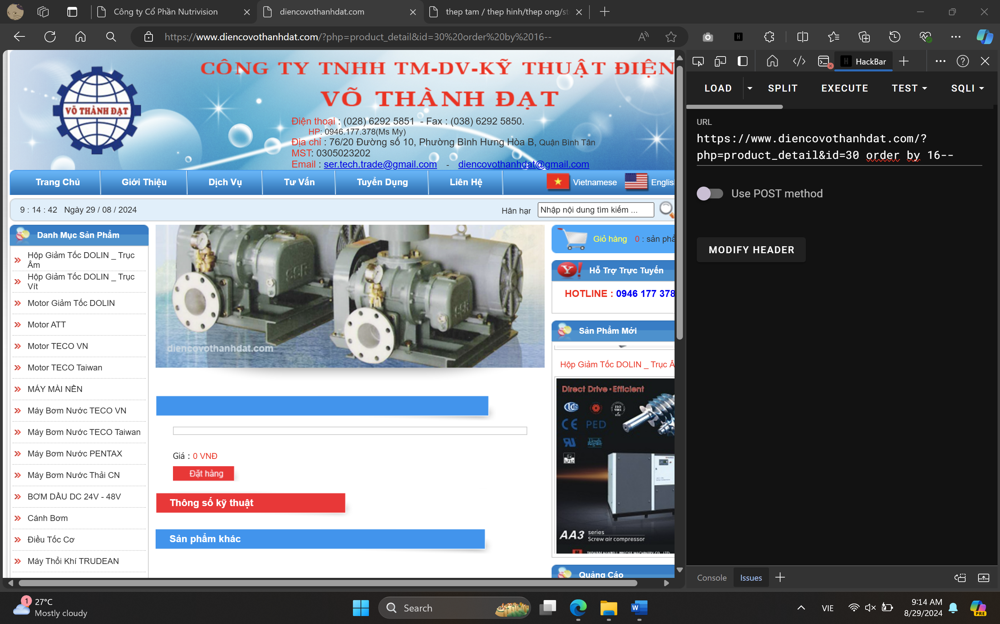 Công ty Cổ Phần Nutrivision
diencovothanhdat.com
thep tam / thep hinh/thep ong/st
https://www.diencovothanhdat.com/?php=product_detail&id=30%20order%20by%2016--
VÕ THÀNH ĐẠT
CÔNG TY TNHH TM-DV-KỸ THUẬT ĐIỆN
VÕ THÀNH ĐẠT
Điện thoại : (028) 6292 5851 - Fax : (038) 6292 5850.
HP: 0946.177.378(Ms My)
Địa chỉ : 76/20 Đường số 10, Phường Bình Hưng Hòa B, Quận Bình Tân
MST: 0305023202
Email : ser.tech.trade@gmail.com - diencovothanhdat@gmail.com
Trang Chủ
Giới Thiệu
Dịch Vụ
Tư Vấn
Tuyển Dụng
Liên Hệ
Vietnamese
Englis
9 : 14 : 42 Ngày 29 / 08 / 2024
Hân hạr
Nhập nội dung tìm kiếm ...
Danh Mục Sản Phẩm
Hộp Giảm Tốc DOLIN _ Trục
Âm
Hộp Giảm Tốc DOLIN _ Trục
Vít
Motor Giảm Tốc DOLIN
Motor ATT
Motor TECO VN
Motor TECO Taiwan
MÁY MÀI NỀN
Máy Bơm Nước TECO VN
Máy Bơm Nước TECO Taiwan
Máy Bơm Nước PENTAX
Máy Bơm Nước Thải CN
BƠM DẦU DC 24V - 48V
Cánh Bơm
Điều Tốc Cơ
Máy Thổi Khí TRUDEAN
diencovothanhdat.com
Giá : 0 VNĐ
Đặt hàng
Thông số kỹ thuật
Sản phẩm khác
Giỏ hàng 0 : sản phẩ
Hỗ Trợ Trực Tuyến
HOTLINE : 0946 177 378
Sản Phẩm Mới
Hộp Giảm Tốc DOLIN _ Trục Â
Direct Drive · Efficient
ISO
9001
CE PED
Lloyd's
Register
AA3 series
Screw air compressor
Quảng Cáo
HackBar
LOAD
SPLIT
EXECUTE
TEST
SQLI
URL
https://www.diencovothanhdat.com/?
php=product_detail&id=30 order by 16--
Use POST method
MODIFY HEADER
Console
Issues
1
27°C
Mostly cloudy
Search
VIE
9:14 AM
8/29/2024
PRE